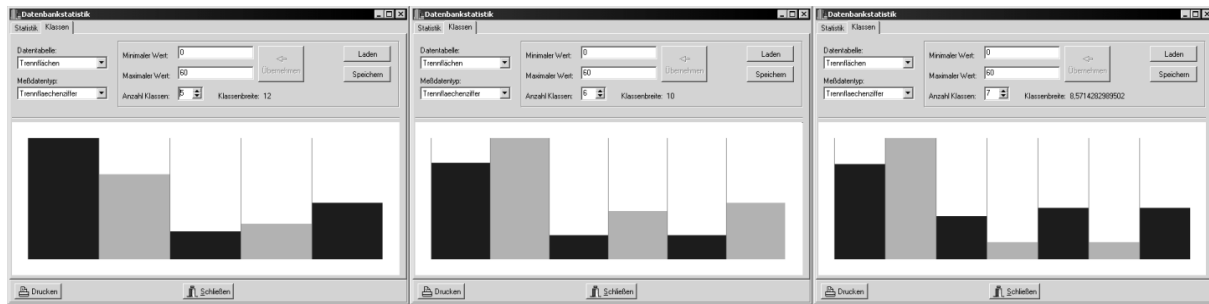 Datenbankstatistik
Statistik Klassen
Datentabelle:
Trennflächen
Meßdatentyp:
Trennflaechenziffer
Minimaler Wert: 0
Maximaler Wert: 60
Anzahl Klassen: 5 Klassenbreite: 12
<=
Übernehmen
Laden
Speichern
Drucken
Schließen
Datenbankstatistik
Statistik Klassen
Datentabelle:
Trennflächen
Meßdatentyp:
Trennflaechenziffer
Minimaler Wert: 0
Maximaler Wert: 60
Anzahl Klassen: 6 Klassenbreite: 10
<=
Übernehmen
Laden
Speichern
Drucken
Schließen
Datenbankstatistik
Statistik Klassen
Datentabelle:
Trennflächen
Meßdatentyp:
Trennflaechenziffer
Minimaler Wert: 0
Maximaler Wert: 60
Anzahl Klassen: 7 Klassenbreite: 8,5714282989502
<=
Übernehmen
Laden
Speichern
Drucken
Schließen